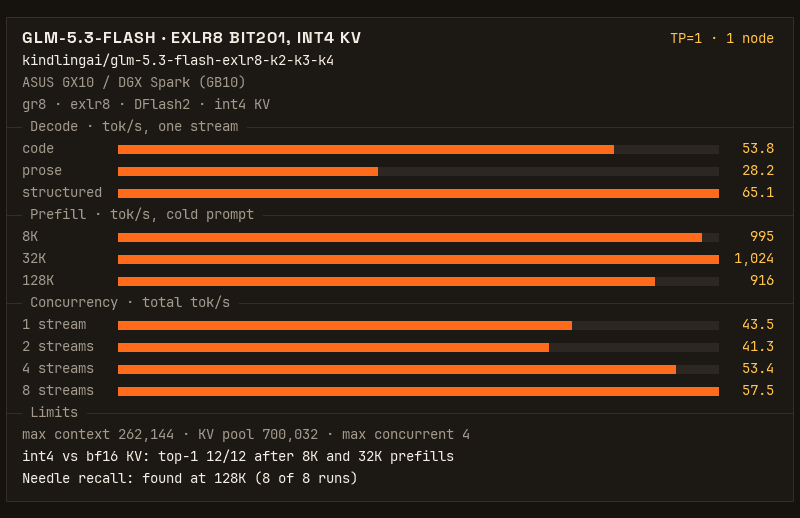 GLM-5.3-FLASH · EXLR8 BIT201, INT4 KV TP=1 · 1 node
kindlingai/glm-5.3-flash-exlr8-k2-k3-k4
ASUS GX10 / DGX Spark (GB10)
gr8 · exlr8 · DFlash2 · int4 KV
Decode · tok/s, one stream
code 53.8
prose 28.2
structured 65.1
Prefill · tok/s, cold prompt
8K 995
32K 1,024
128K 916
Concurrency · total tok/s
1 stream 43.5
2 streams 41.3
4 streams 53.4
8 streams 57.5
Limits
max context 262,144 · KV pool 700,032 · max concurrent 4
int4 vs bf16 KV: top-1 12/12 after 8K and 32K prefills
Needle recall: found at 128K (8 of 8 runs)